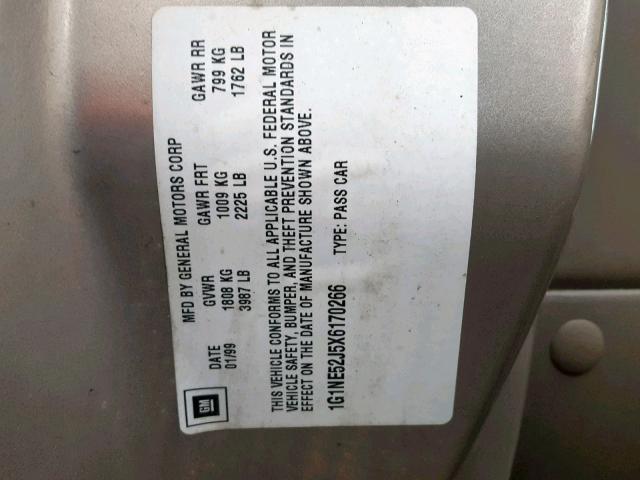 MFD BY GENERAL MOTORS CORP
DATE GVWR GAWR FRT GAWR RR
01/99 1808 KG 1009 KG 799 KG
3987 LB 2225 LB 1762 LB
GM
THIS VEHICLE CONFORMS TO ALL APPLICABLE U.S. FEDERAL MOTOR
VEHICLE SAFETY, BUMPER, AND THEFT PREVENTION STANDARDS IN
EFFECT ON THE DATE OF MANUFACTURE SHOWN ABOVE.
1G1NE52J5X6170266 TYPE: PASS CAR